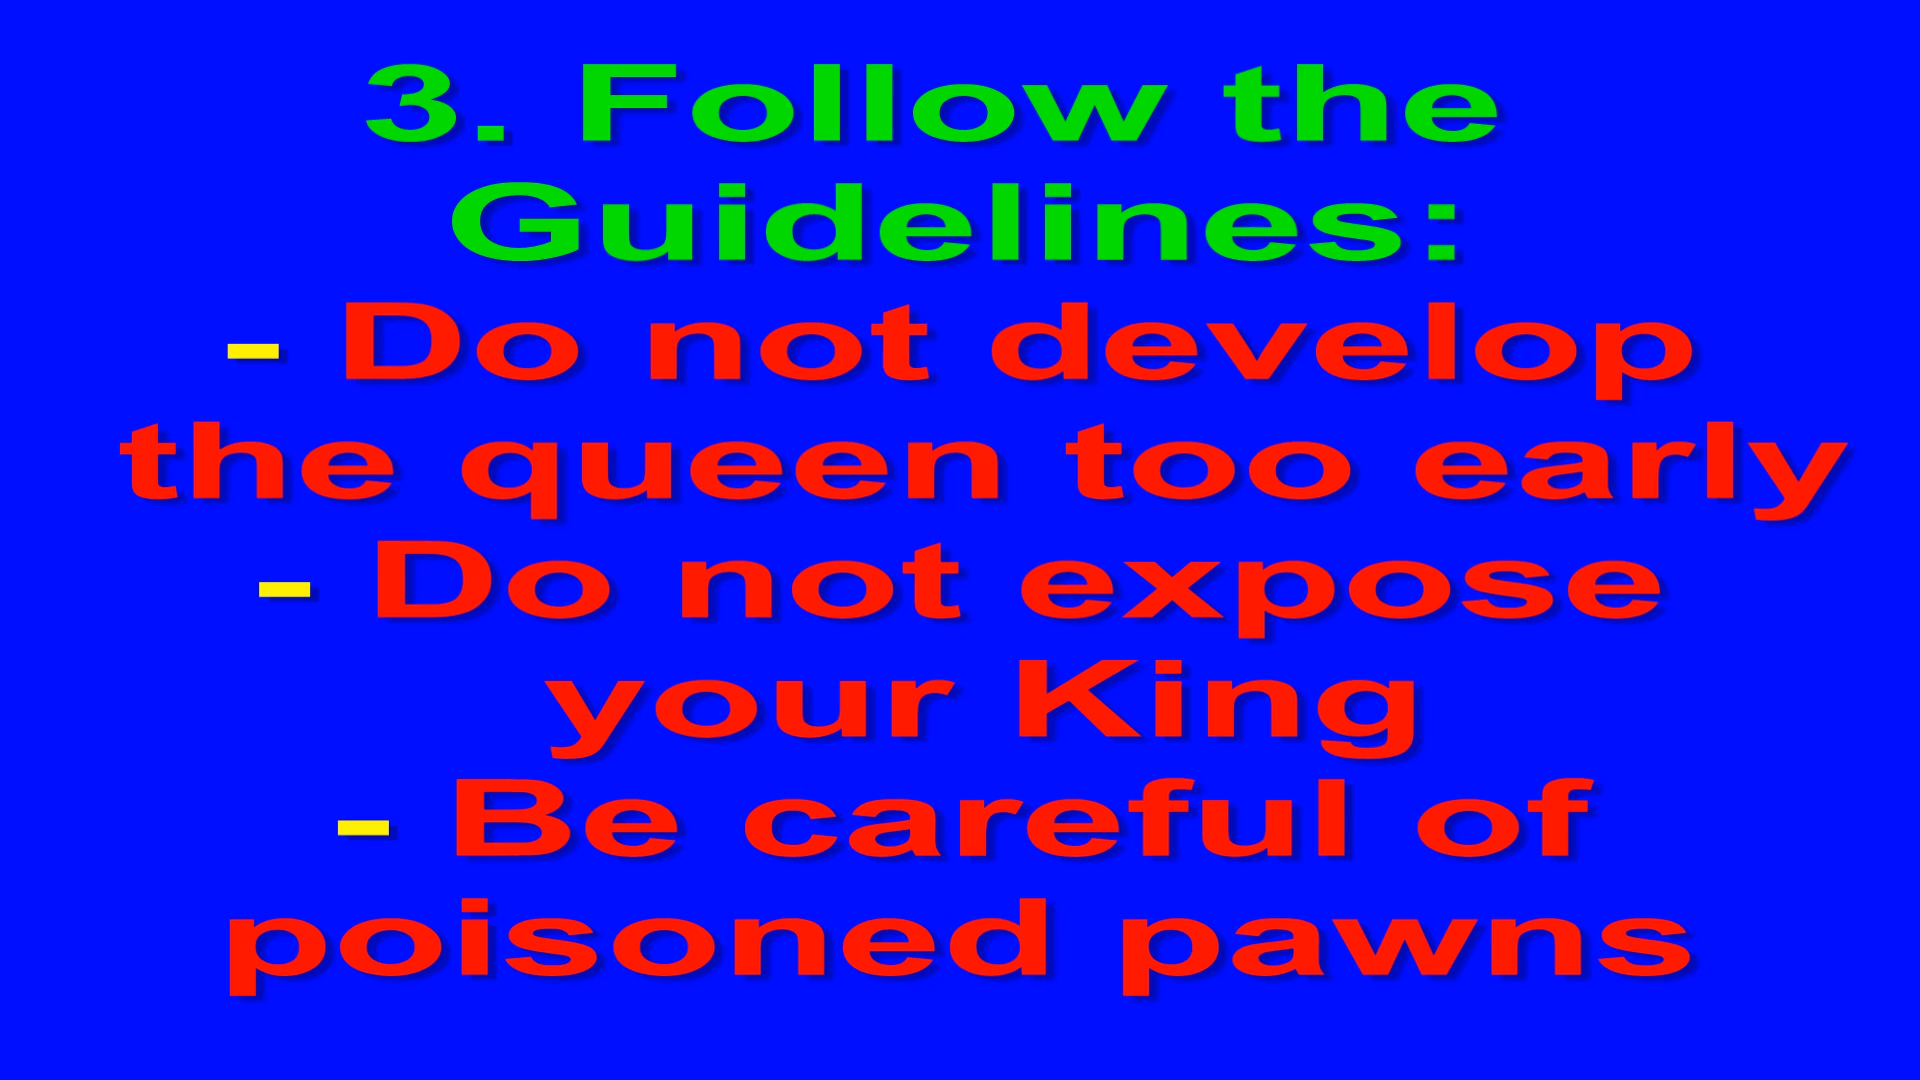 3. Follow the
Guidelines:
- Do not develop
the queen too early
- Do not expose
your King
- Be careful of
poisoned pawns